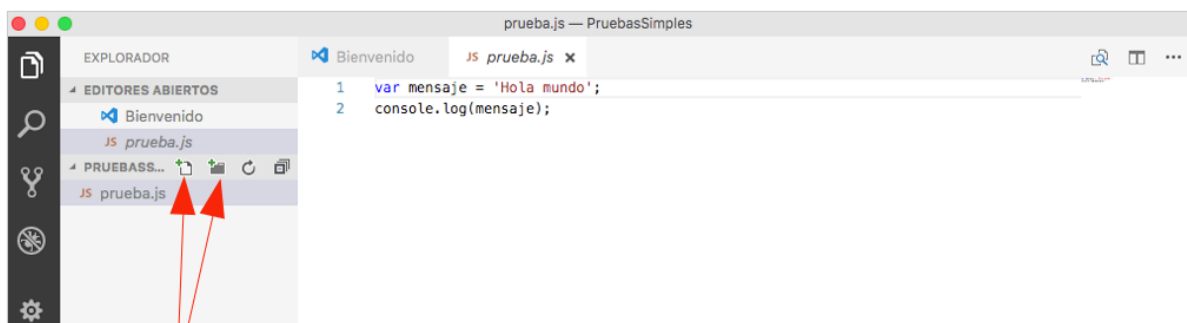 prueba.js — PruebasSimples
EXPLORADOR
EDITORES ABIERTOS
Bienvenido
JS prueba.js
PRUEBASS...
JS prueba.js
Bienvenido JS prueba.js
1 var mensaje = 'Hola mundo';
2 console.log(mensaje);